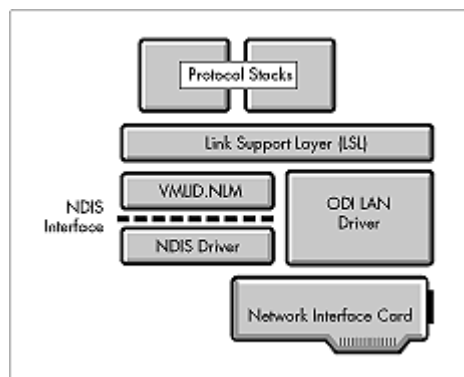 Protocol Stacks
Link Support Layer (LSL)
VMLID.NLM
ODI LAN
Driver
NDIS
Interface
NDIS Driver
Network Interface Card